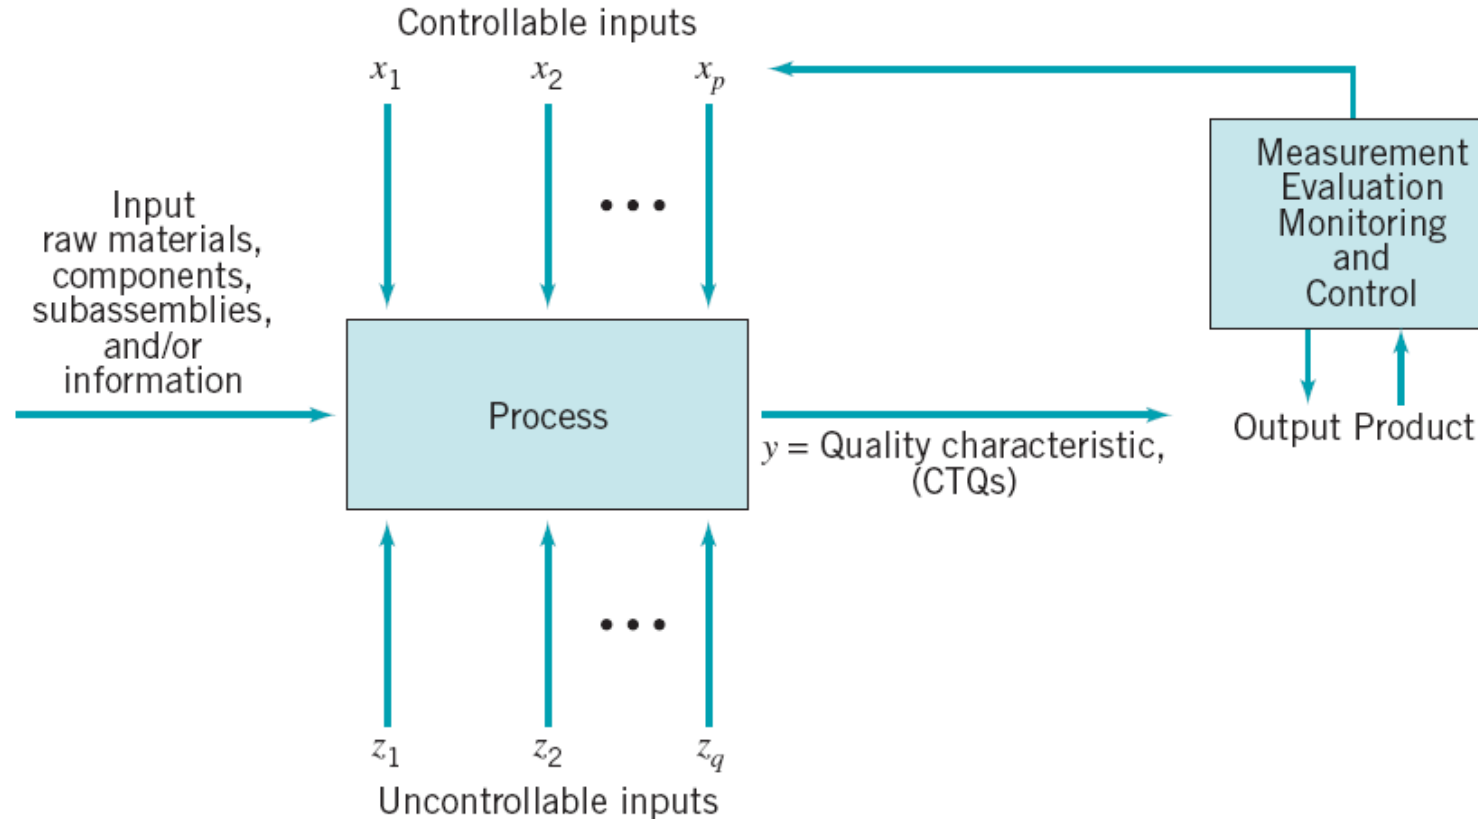 Controllable inputs
x₁ x₂ xₚ
Measurement
Evaluation
Monitoring
and
Control
Input
raw materials,
components,
subassemblies,
and/or
information
Process
Output Product
y = Quality characteristic,
(CTQs)
z₁ z₂ z_q
Uncontrollable inputs